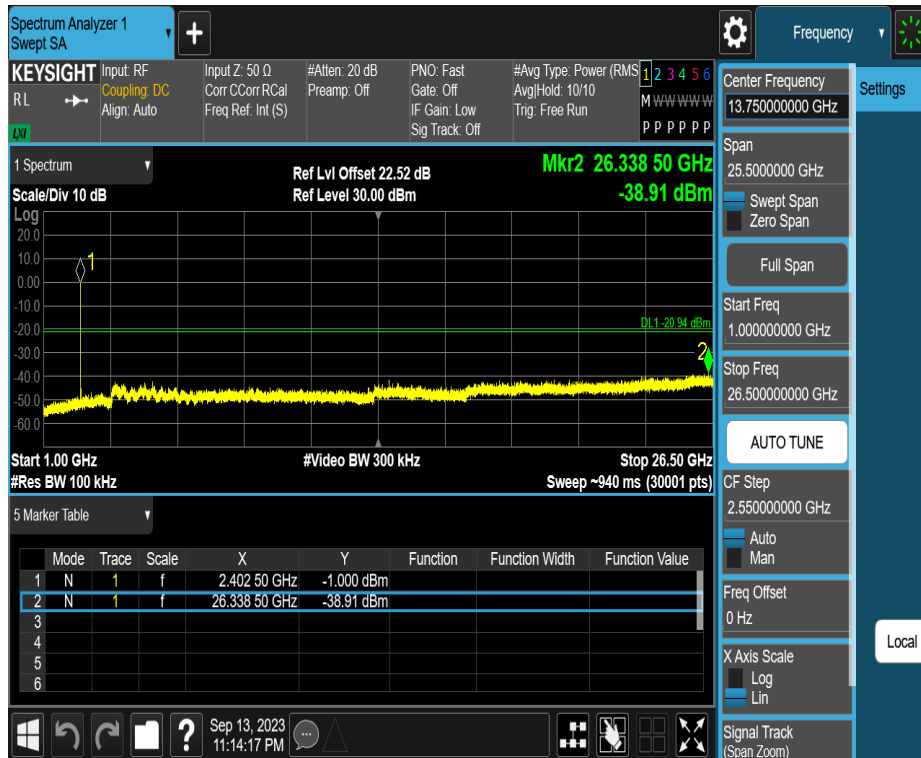 Spectrum Analyzer 1
Swept SA
+
Frequency
KEYSIGHT
RL
LXI
Input: RF
Coupling: DC
Align: Auto
Input Z: 50 Ω
Corr CCorr RCal
Freq Ref: Int (S)
#Atten: 20 dB
Preamp: Off
PNO: Fast
Gate: Off
IF Gain: Low
Sig Track: Off
#Avg Type: Power (RMS
Avg|Hold: 10/10
Trig: Free Run
1 2 3 4 5 6
M W W W W W
P P P P P P
1 Spectrum
Scale/Div 10 dB
Ref Lvl Offset 22.52 dB
Ref Level 30.00 dBm
Mkr2 26.338 50 GHz
-38.91 dBm
Log
20.0
10.0
0.00
-10.0
-20.0
-30.0
-40.0
-50.0
-60.0
1
DL1 -20.94 dBm
2
Start 1.00 GHz
#Video BW 300 kHz
Stop 26.50 GHz
#Res BW 100 kHz
Sweep ~940 ms (30001 pts)
5 Marker Table
Mode Trace Scale X Y Function Function Width Function Value
1 N 1 f 2.402 50 GHz -1.000 dBm
2 N 1 f 26.338 50 GHz -38.91 dBm
3
4
5
6
?
Sep 13, 2023
11:14:17 PM
Center Frequency
13.750000000 GHz
Settings
Span
25.5000000 GHz
Swept Span
Zero Span
Full Span
Start Freq
1.000000000 GHz
Stop Freq
26.500000000 GHz
AUTO TUNE
CF Step
2.550000000 GHz
Auto
Man
Freq Offset
0 Hz
Local
X Axis Scale
Log
Lin
Signal Track
(Span Zoom)